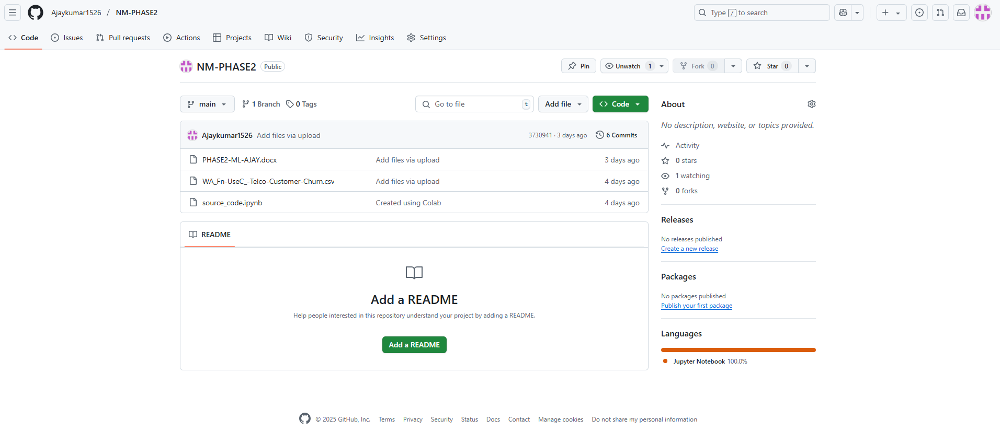 Ajaykumar1526 / NM-PHASE2
Type / to search
Code Issues Pull requests Actions Projects Wiki Security Insights Settings
NM-PHASE2 Public
Pin Unwatch 1 Fork 0 Star 0
main 1 Branch 0 Tags
Go to file t Add file Code
Ajaykumar1526 Add files via upload 3730941 · 3 days ago 6 Commits
PHASE2-ML-AJAY.docx Add files via upload 3 days ago
WA_Fn-UseC_-Telco-Customer-Churn.csv Add files via upload 4 days ago
source_code.ipynb Created using Colab 4 days ago
README
Add a README
Help people interested in this repository understand your project by adding a README.
Add a README
About
No description, website, or topics provided.
Activity
0 stars
1 watching
0 forks
Releases
No releases published
Create a new release
Packages
No packages published
Publish your first package
Languages
Jupyter Notebook 100.0%
© 2025 GitHub, Inc. Terms Privacy Security Status Docs Contact Manage cookies Do not share my personal information